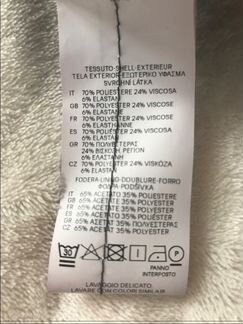 TESSUTO-SHELL-EXTERIEUR
TELA EXTERIOR-ΕΞΩΤΕΡΙΚΟ ΥΦΑΣΜΑ
SVRCHNÍ LÁTKA
IT 70% POLIESTERE 24% VISCOSA
6% ELASTAN
GB 70% POLYESTER 24% VISCOSE
6% ELASTANE
FR 70% POLYESTER 24% VISCOSE
6% ELASTHANNE
ES 70% POLIÉSTER 24% VISCOSA
6% ELASTÁN
GR 70% ΠΟΛΥΕΣΤΕΡΑΣ
24% ΒΙΣΚΟΖΗ, ΡΕΓΙΟΝ
6% ΕΛΑΣΤΑΝΗ
CZ 70% POLYESTER 24% VISKÓZA
6% ELASTAN
FODERA-LINING-DOUBLURE-FORRO
ΦΟΔΡΑ-PODŠÍVKA
IT 65% ACETATO 35% POLIESTERE
GB 65% ACETATE 35% POLYESTER
FR 65% ACETATE 35% POLYESTER
ES 65% ACETATO 35% POLIÉSTER
GR 65% 35% ΠΟΛΥΕΣΤΕΡΑΣ
CZ 65% ACETÁT 35% POLYESTER
30 P
PANNO
INTERPOSTO
LAVAGGIO DELICATO
LAVARE CON COLORI SIMILARI